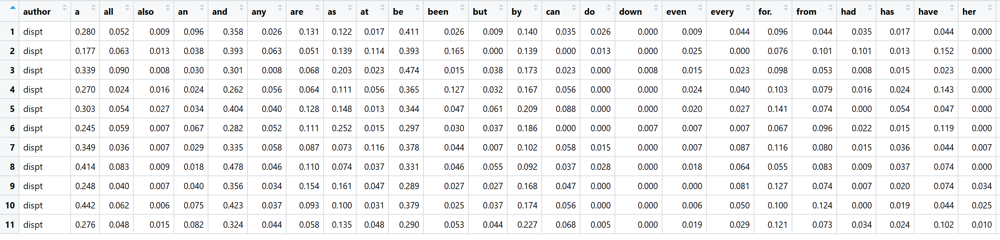 author a all also an and any are as at be been but by can do down even every for. from had has have her
1 dispt 0.280 0.052 0.009 0.096 0.358 0.026 0.131 0.122 0.017 0.411 0.026 0.009 0.140 0.035 0.026 0.000 0.009 0.044 0.096 0.044 0.035 0.017 0.044 0.000
2 dispt 0.177 0.063 0.013 0.038 0.393 0.063 0.051 0.139 0.114 0.393 0.165 0.000 0.139 0.000 0.013 0.000 0.025 0.000 0.076 0.101 0.101 0.013 0.152 0.000
3 dispt 0.339 0.090 0.008 0.030 0.301 0.008 0.068 0.203 0.023 0.474 0.015 0.038 0.173 0.023 0.000 0.008 0.015 0.023 0.098 0.053 0.008 0.015 0.023 0.000
4 dispt 0.270 0.024 0.016 0.024 0.262 0.056 0.064 0.111 0.056 0.365 0.127 0.032 0.167 0.056 0.000 0.000 0.024 0.040 0.103 0.079 0.016 0.024 0.143 0.000
5 dispt 0.303 0.054 0.027 0.034 0.404 0.040 0.128 0.148 0.013 0.344 0.047 0.061 0.209 0.088 0.000 0.000 0.020 0.027 0.141 0.074 0.000 0.054 0.047 0.000
6 dispt 0.245 0.059 0.007 0.067 0.282 0.052 0.111 0.252 0.015 0.297 0.030 0.037 0.186 0.000 0.000 0.007 0.007 0.007 0.067 0.096 0.022 0.015 0.119 0.000
7 dispt 0.349 0.036 0.007 0.029 0.335 0.058 0.087 0.073 0.116 0.378 0.044 0.007 0.102 0.058 0.015 0.000 0.007 0.087 0.116 0.080 0.015 0.036 0.044 0.007
8 dispt 0.414 0.083 0.009 0.018 0.478 0.046 0.110 0.074 0.037 0.331 0.046 0.055 0.092 0.037 0.028 0.000 0.018 0.064 0.055 0.083 0.009 0.037 0.074 0.000
9 dispt 0.248 0.040 0.007 0.040 0.356 0.034 0.154 0.161 0.047 0.289 0.027 0.027 0.168 0.047 0.000 0.000 0.000 0.081 0.127 0.074 0.007 0.020 0.074 0.034
10 dispt 0.442 0.062 0.006 0.075 0.423 0.037 0.093 0.100 0.031 0.379 0.025 0.037 0.174 0.056 0.000 0.000 0.006 0.050 0.100 0.124 0.000 0.019 0.044 0.025
11 dispt 0.276 0.048 0.015 0.082 0.324 0.044 0.058 0.135 0.048 0.290 0.053 0.044 0.227 0.068 0.005 0.000 0.019 0.029 0.121 0.073 0.034 0.024 0.102 0.010